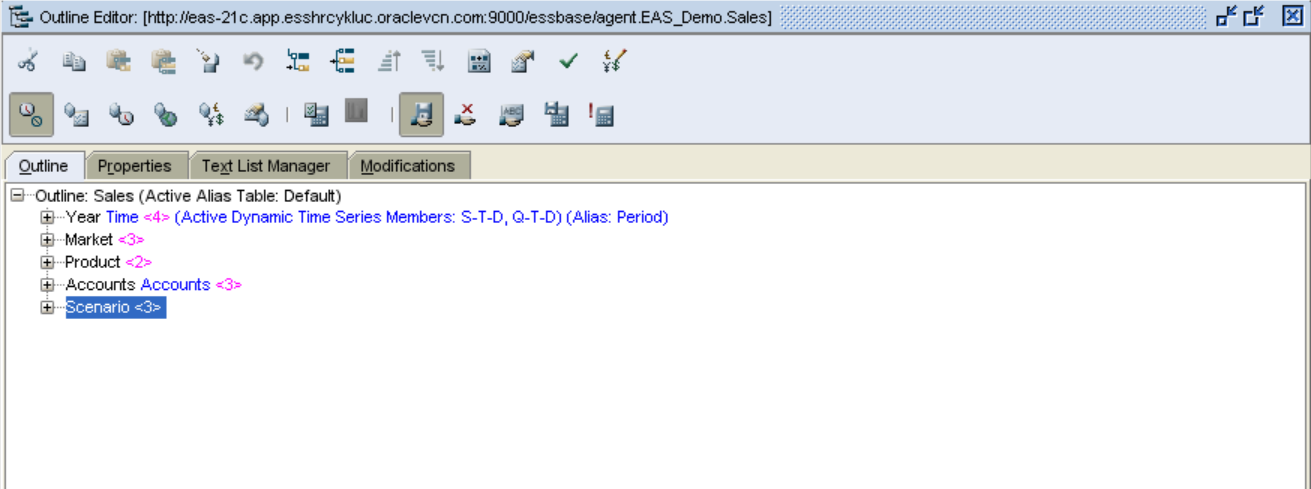 Outline Editor: [http://eas-21c.app.esshrcykluc.oraclevcn.com:9000/essbase/agent.EAS_Demo.Sales]
Outline Properties Text List Manager Modifications
Outline: Sales (Active Alias Table: Default)
Year Time <4> (Active Dynamic Time Series Members: S-T-D, Q-T-D) (Alias: Period)
Market <3>
Product <2>
Accounts Accounts <3>
Scenario <3>